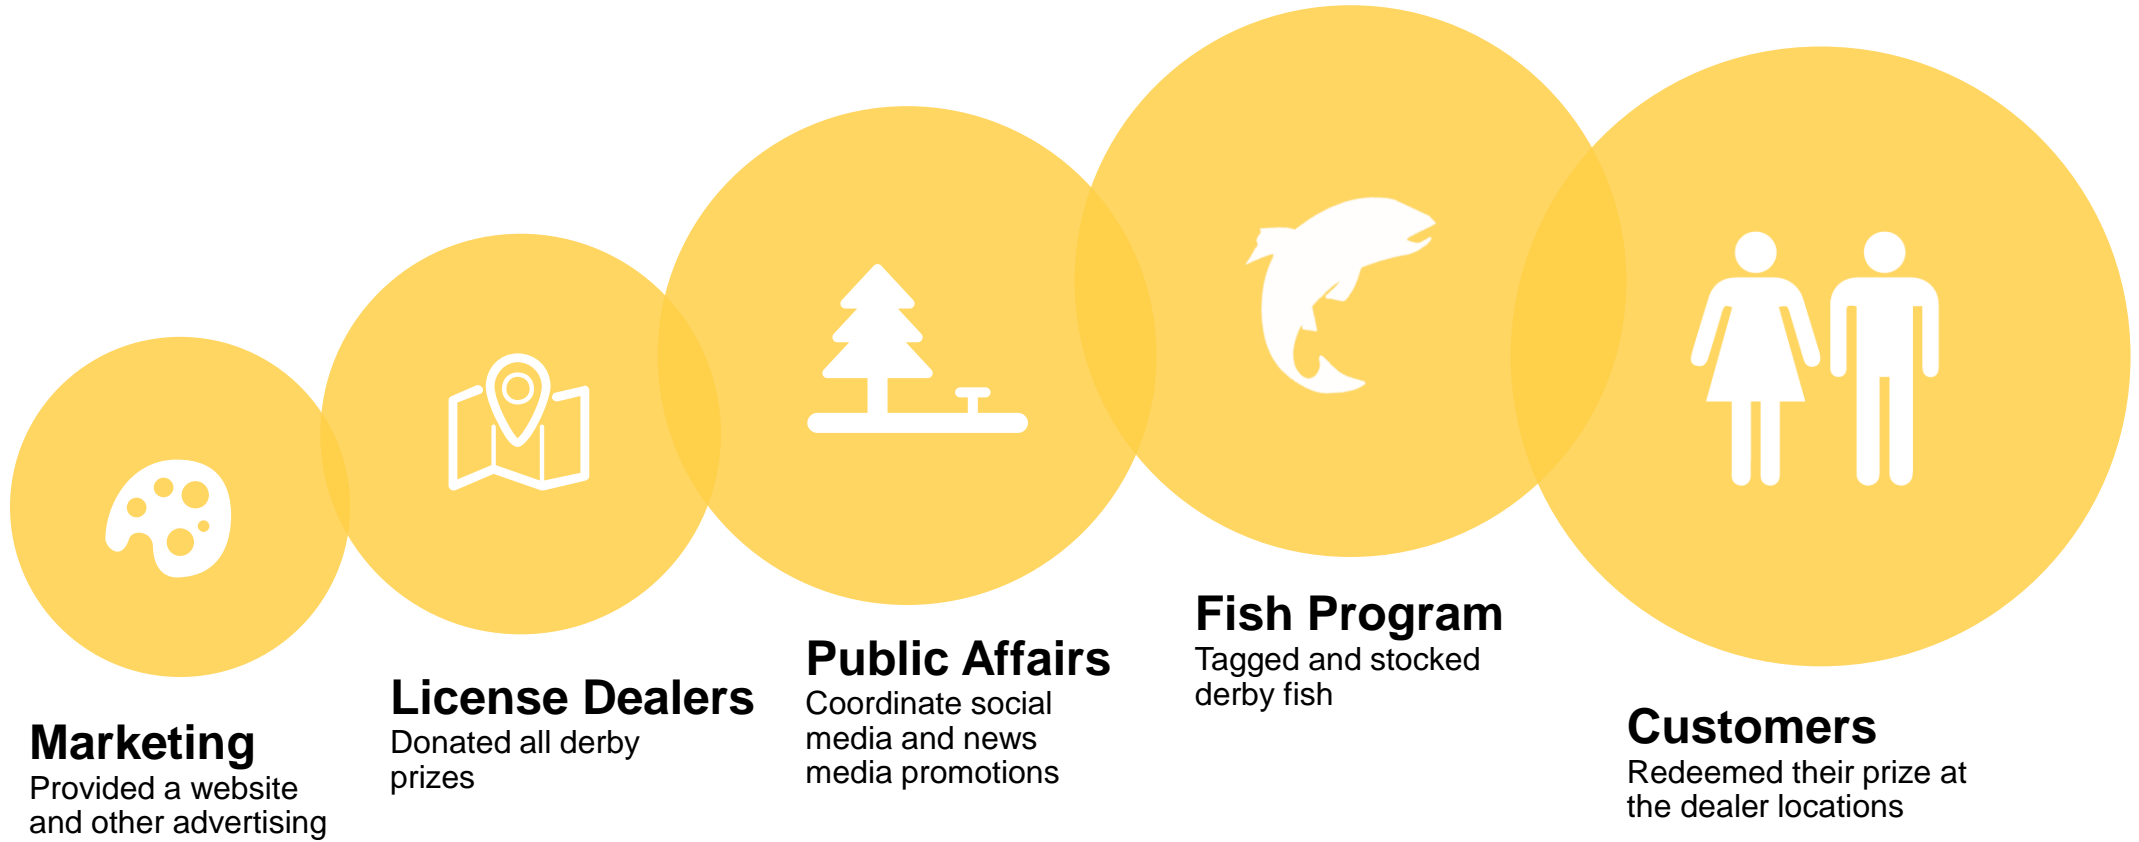 Marketing
Provided a website
and other advertising
License Dealers
Donated all derby
prizes
Public Affairs
Coordinate social
media and news
media promotions
Fish Program
Tagged and stocked
derby fish
Customers
Redeemed their prize at
the dealer locations